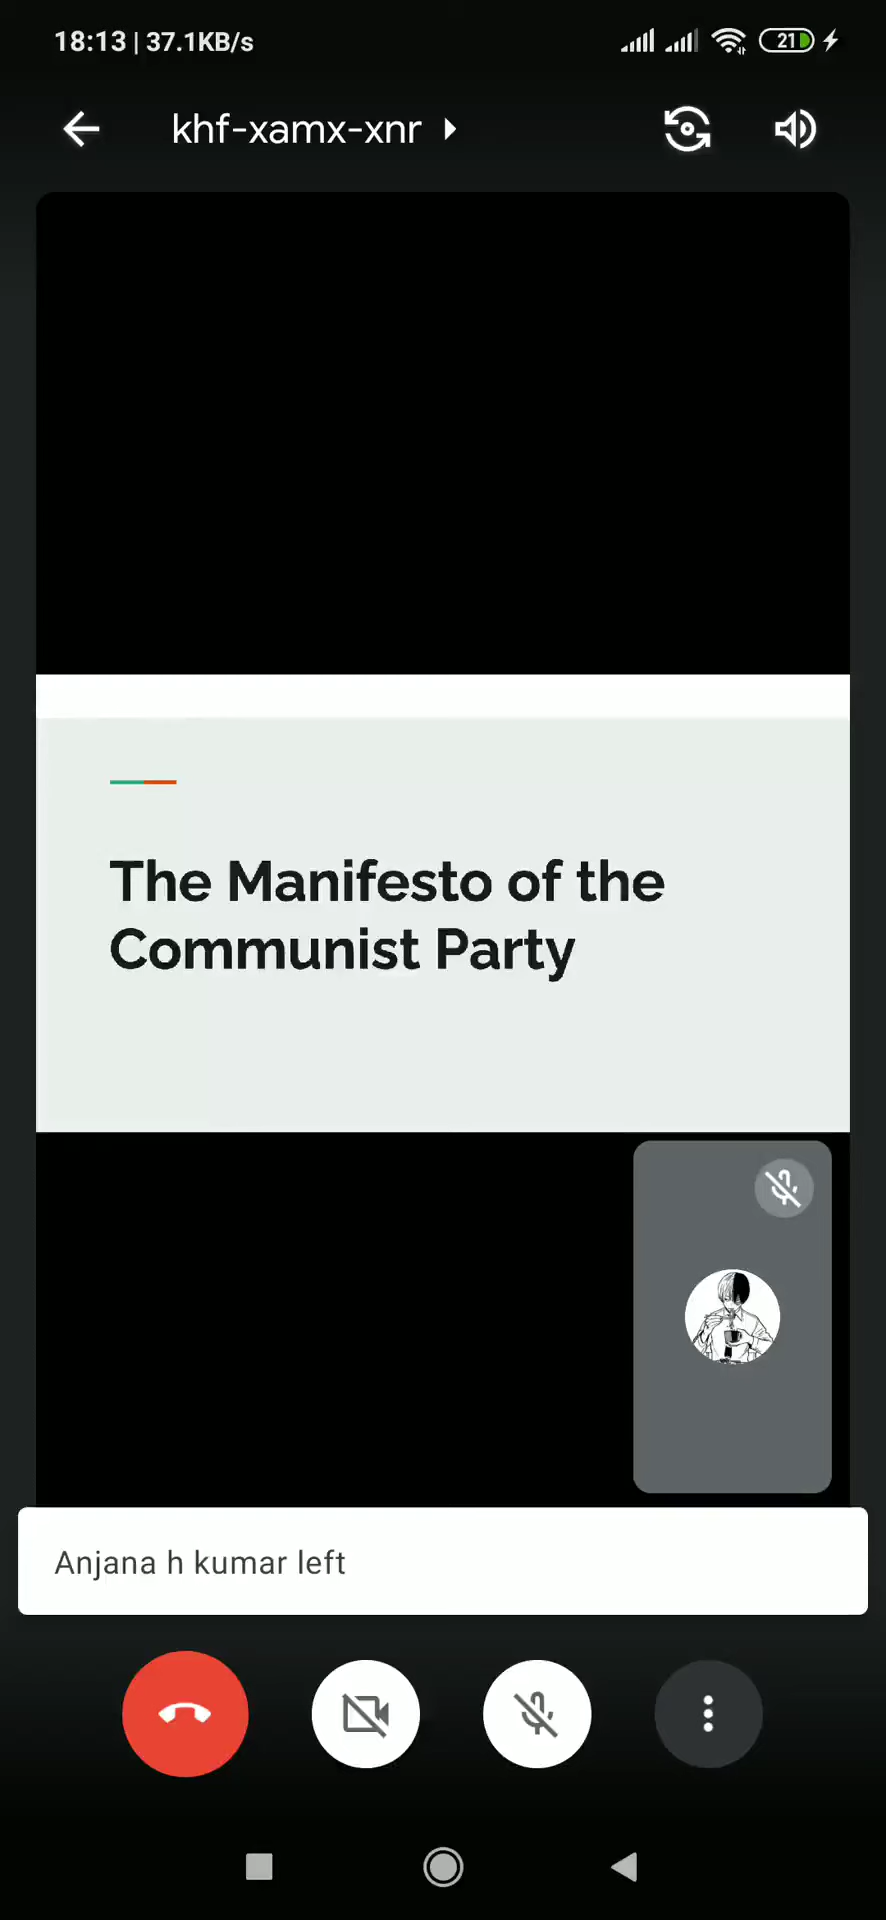 18:13 | 37.1KB/s
21
khf-xamx-xnr
The Manifesto of the
Communist Party
Anjana h kumar left